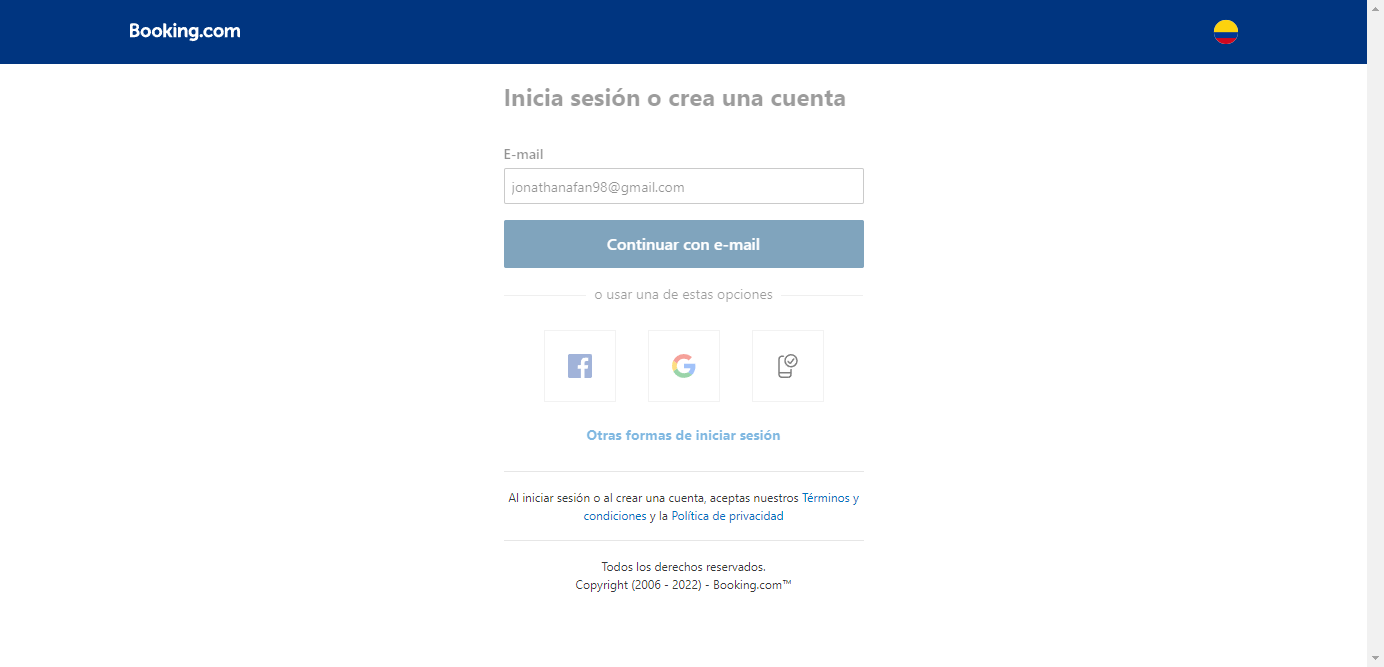 Booking.com
Inicia sesión o crea una cuenta
E-mail
jonathanafan98@gmail.com
Continuar con e-mail
o usar una de estas opciones
Otras formas de iniciar sesión
Al iniciar sesión o al crear una cuenta, aceptas nuestros Términos y
condiciones y la Política de privacidad
Todos los derechos reservados.
Copyright (2006 - 2022) - Booking.com™